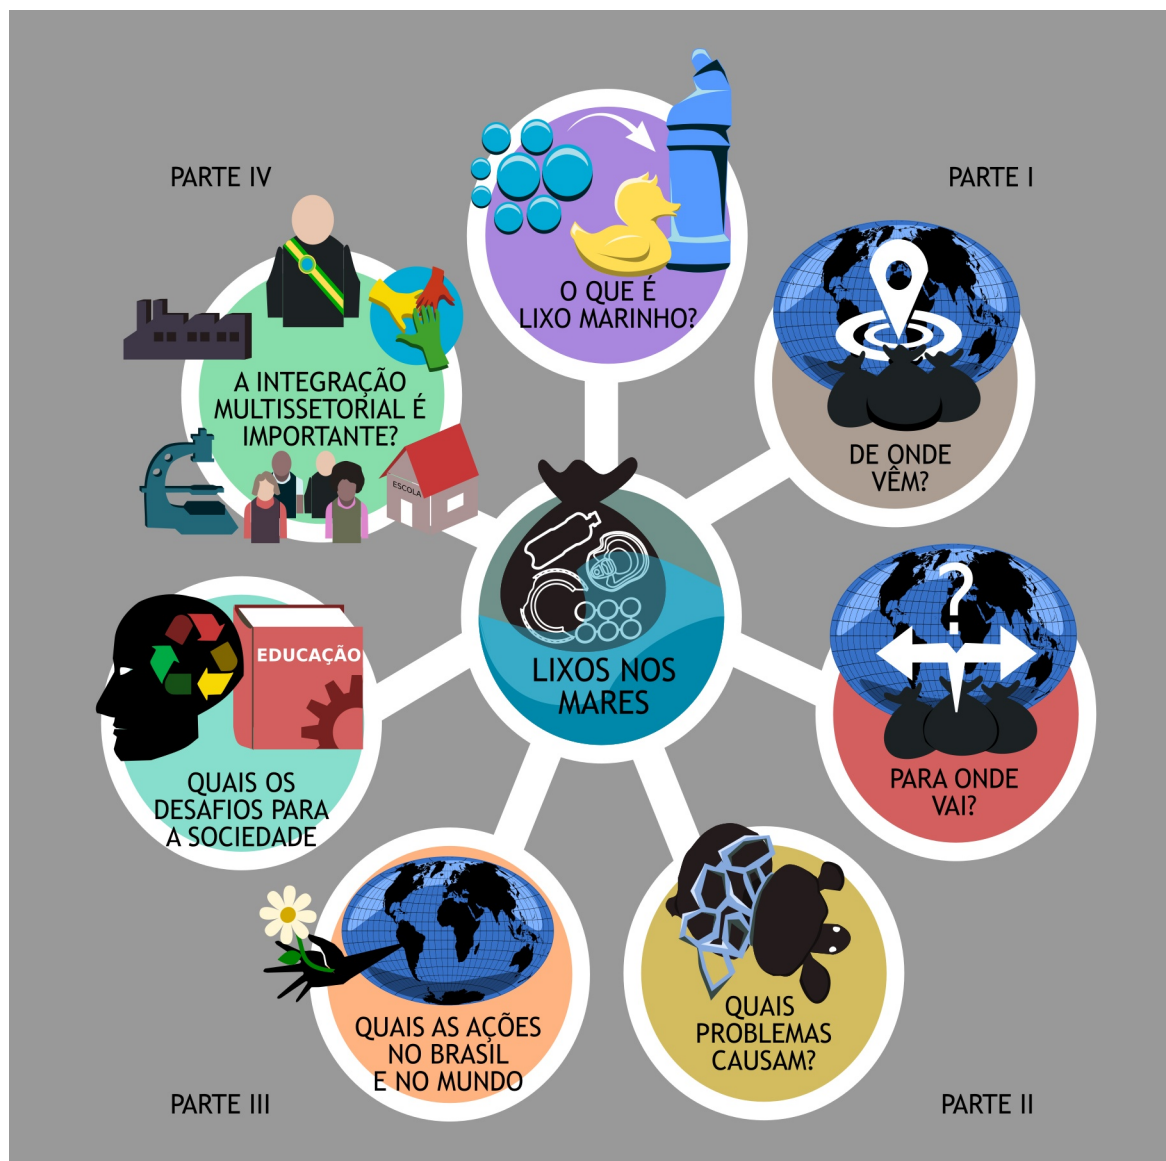 PARTE IV
PARTE I
O QUE É
LIXO MARINHO?
DE ONDE
VÊM?
A INTEGRAÇÃO
MULTISSETORIAL É
IMPORTANTE?
ESCOLA
LIXOS NOS
MARES
?
PARA ONDE
VAI?
EDUCAÇÃO
QUAIS OS
DESAFIOS PARA
A SOCIEDADE
QUAIS AS AÇÕES
NO BRASIL
E NO MUNDO
QUAIS
PROBLEMAS
CAUSAM?
PARTE III
PARTE II